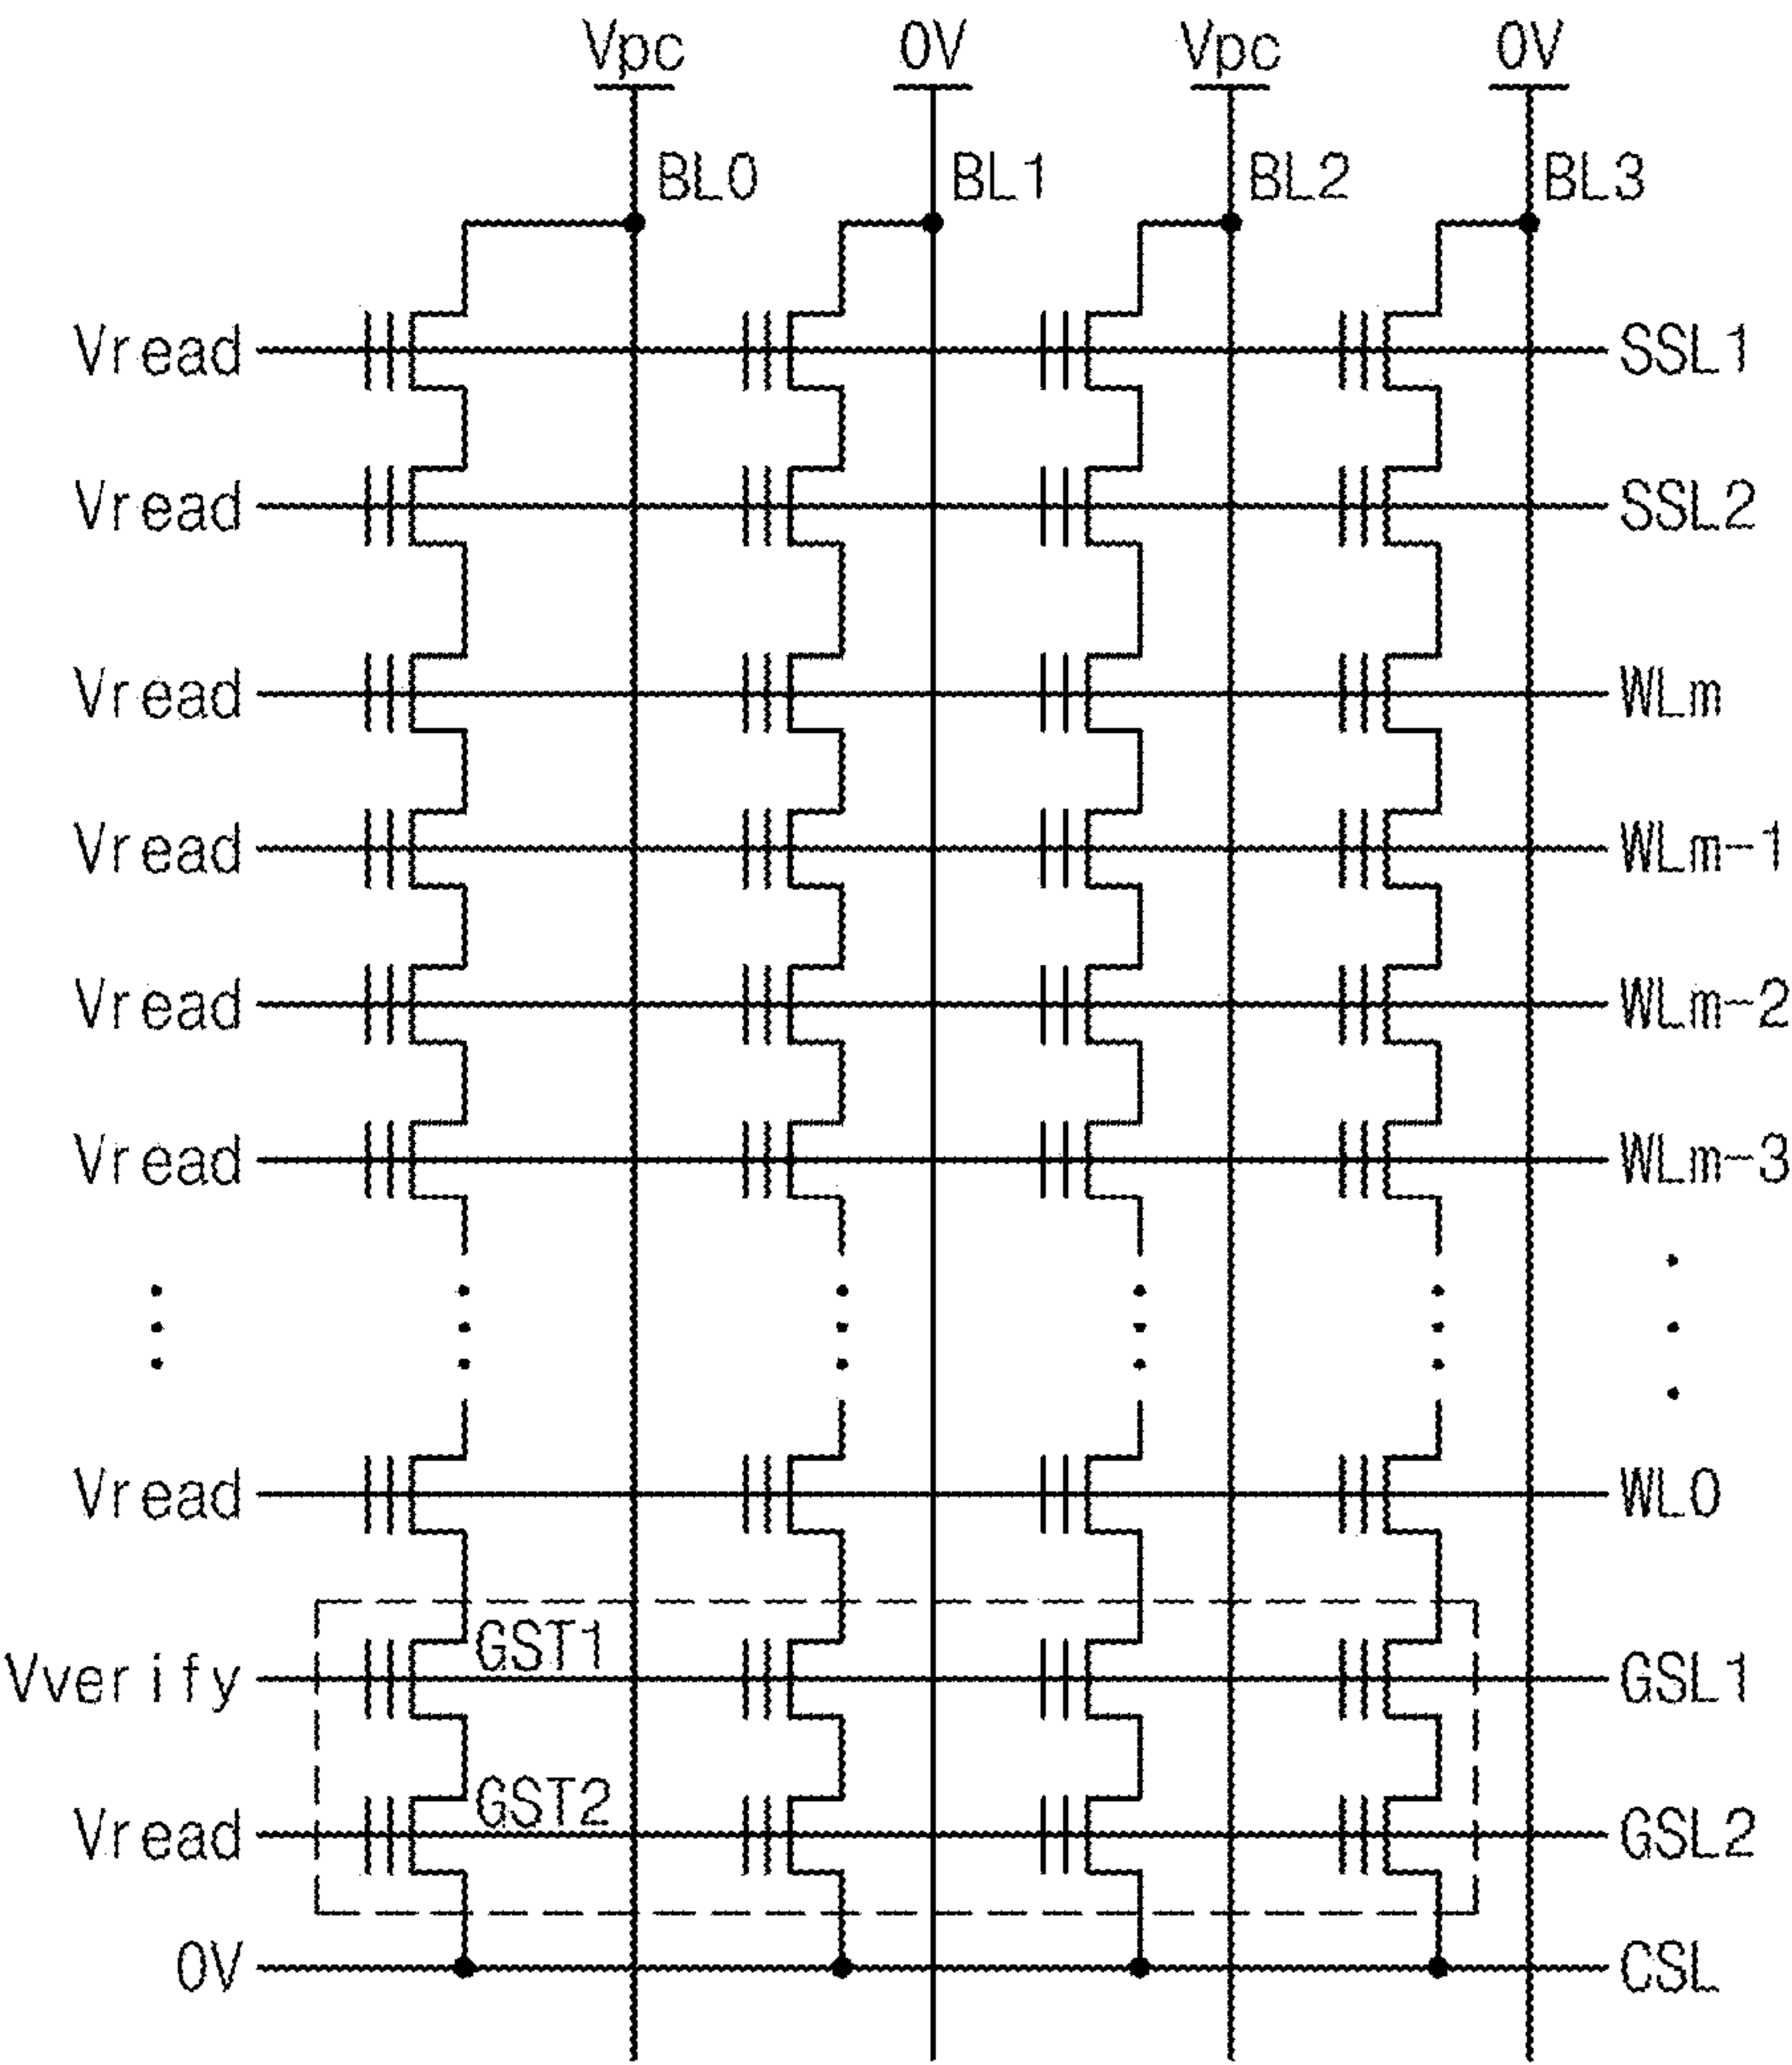 Vpc 0V Vpc 0V
BL0 BL1 BL2 BL3
Vread SSL1
Vread SSL2
Vread WLm
Vread WLm-1
Vread WLm-2
Vread WLm-3
Vread WL0
GST1
Vverify GSL1
GST2
Vread GSL2
0V CSL